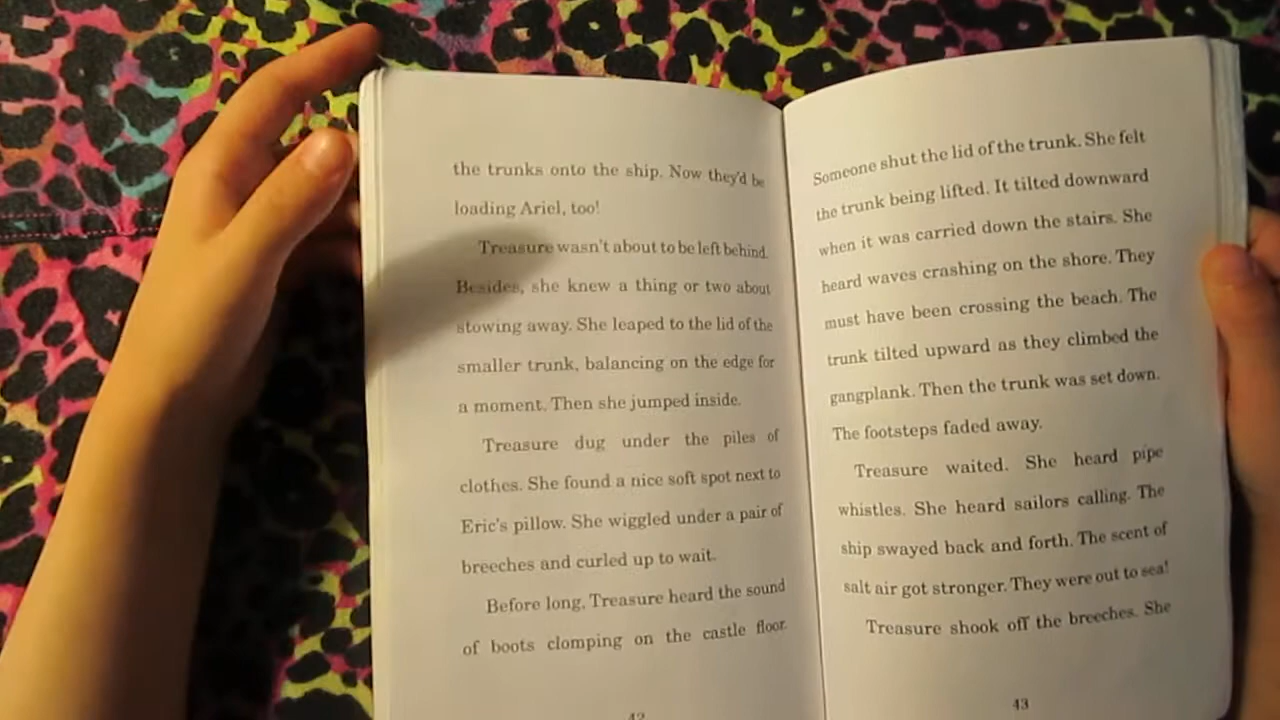 the trunks onto the ship. Now they'd be
loading Ariel, too!
Treasure wasn't about to be left behind.
Besides, she knew a thing or two about
stowing away. She leaped to the lid of the
smaller trunk, balancing on the edge for
a moment. Then she jumped inside.
Treasure dug under the piles of
clothes. She found a nice soft spot next to
Eric's pillow. She wiggled under a pair of
breeches and curled up to wait.
Before long, Treasure heard the sound
of boots clomping on the castle floor.
42
Someone shut the lid of the trunk. She felt
the trunk being lifted. It tilted downward
when it was carried down the stairs. She
heard waves crashing on the shore. They
must have been crossing the beach. The
trunk tilted upward as they climbed the
gangplank. Then the trunk was set down.
The footsteps faded away.
Treasure waited. She heard pipe
whistles. She heard sailors calling. The
ship swayed back and forth. The scent of
salt air got stronger. They were out to sea!
Treasure shook off the breeches. She
43